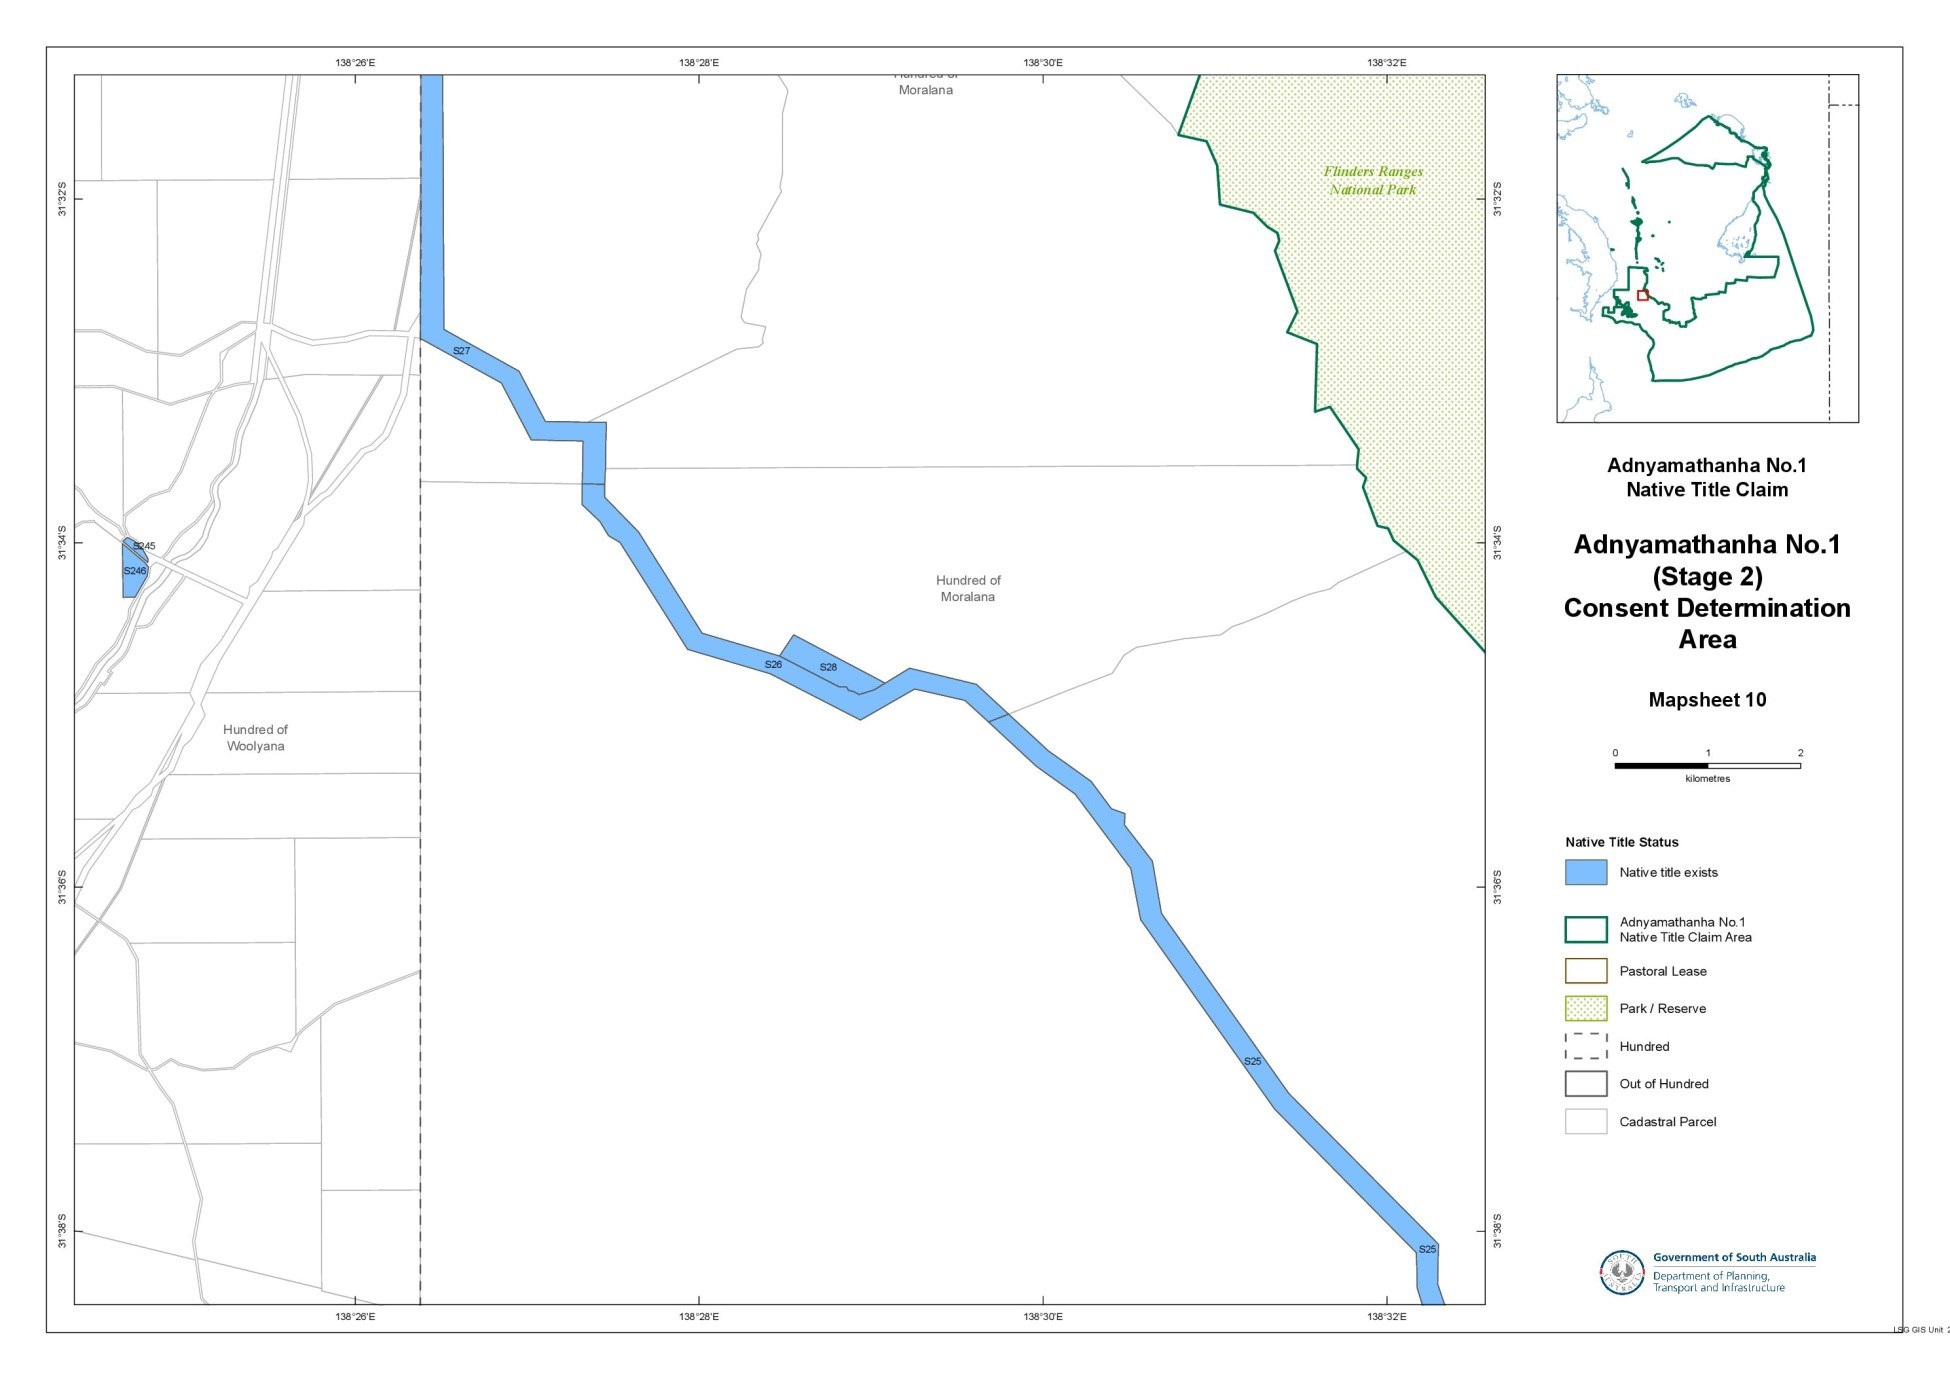 138°26'E
138°28'E
138°30'E
138°32'E
Hundred of
Moralana
Flinders Ranges
National Park
31°32'S
31°32'S
S27
Adnyamathanha No.1
Native Title Claim
31°34'S
31°34'S
S245
S246
Adnyamathanha No.1
(Stage 2)
Consent Determination
Area
Hundred of
Moralana
S26
S28
Mapsheet 10
Hundred of
Woolyana
0
1
2
kilometres
Native Title Status
Native title exists
31°36'S
31°36'S
Adnyamathanha No.1
Native Title Claim Area
Pastoral Lease
Park / Reserve
Hundred
S25
Out of Hundred
Cadastral Parcel
31°38'S
31°38'S
S25
Government of South Australia
Department of Planning,
Transport and Infrastructure
138°26'E
138°28'E
138°30'E
138°32'E
LSG GIS Unit